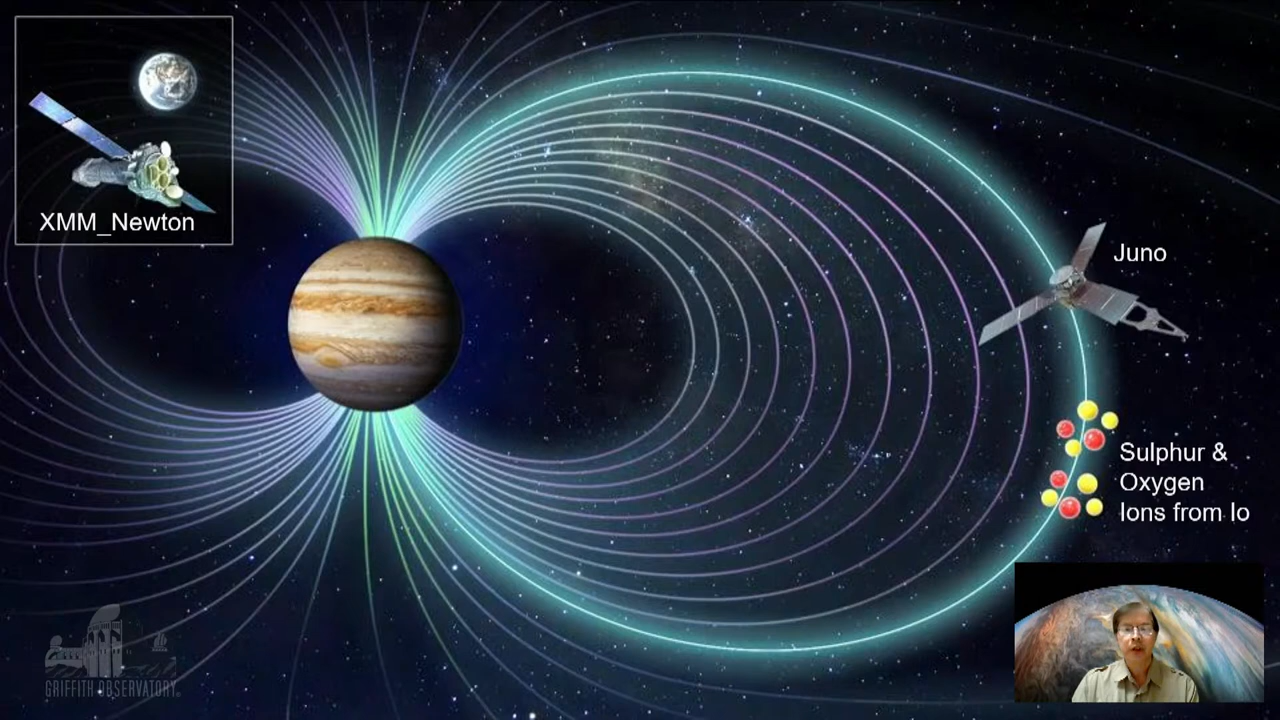 XMM_Newton
Juno
Sulphur &
Oxygen
Ions from Io
GRIFFITH OBSERVATORY